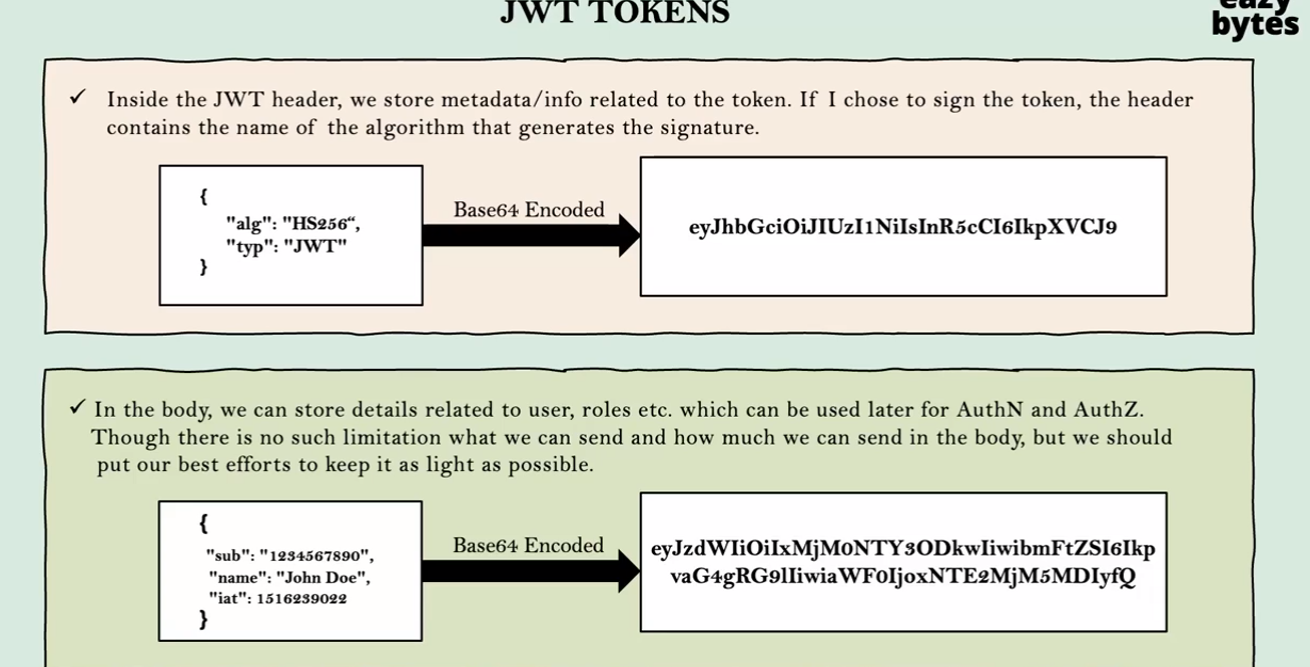 JWT TOKENS
eazy
bytes
✓ Inside the JWT header, we store metadata/info related to the token. If I chose to sign the token, the header
contains the name of the algorithm that generates the signature.
{
"alg": "HS256“,
"typ": "JWT"
}
Base64 Encoded
eyJhbGciOiJIUzI1NiIsInR5cCI6IkpXVCJ9
✓ In the body, we can store details related to user, roles etc. which can be used later for AuthN and AuthZ.
Though there is no such limitation what we can send and how much we can send in the body, but we should
put our best efforts to keep it as light as possible.
{
"sub": "1234567890",
"name": "John Doe",
"iat": 1516239022
}
Base64 Encoded
eyJzdWIiOiIxMjM0NTY3ODkwIiwibmFtZSI6Ikp
vaG4gRG9lIiwiaWF0IjoxNTE2MjM5MDIyfQ